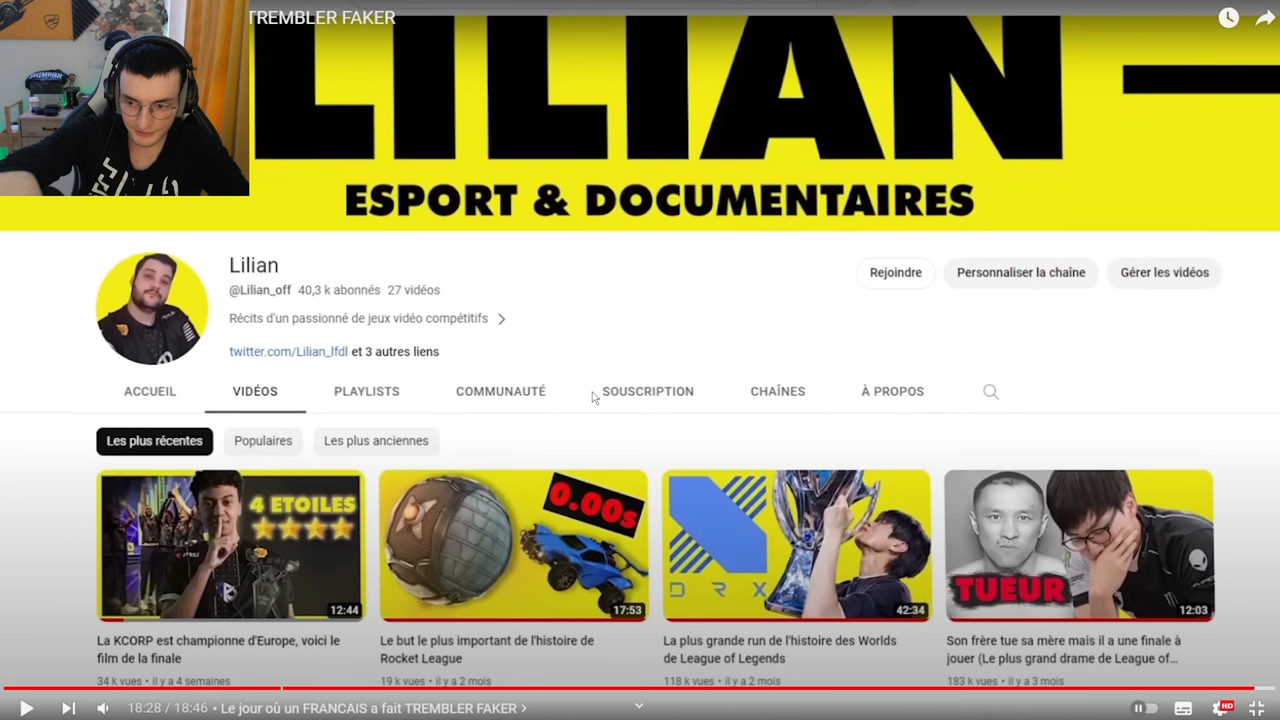 TREMBLER FAKER
LILIAN
ESPORT & DOCUMENTAIRES
Lilian
@Lilian_off 40,3 k abonnés 27 vidéos
Récits d'un passionné de jeux vidéo compétitifs
twitter.com/Lilian_lfdl et 3 autres liens
Rejoindre
Personnaliser la chaîne
Gérer les vidéos
ACCUEIL VIDÉOS PLAYLISTS COMMUNAUTÉ SOUSCRIPTION CHAÎNES À PROPOS
Les plus récentes Populaires Les plus anciennes
4 ETOILES
12:44
0.00s
17:53
DRX
42:34
TUEUR
12:03
La KCORP est championne d'Europe, voici le
film de la finale
34 k vues • il y a 4 semaines
Le but le plus important de l'histoire de
Rocket League
19 k vues • il y a 2 mois
La plus grande run de l'histoire des Worlds
de League of Legends
118 k vues • il y a 2 mois
Son frère tue sa mère mais il a une finale à
jouer (Le plus grand drame de League of...
183 k vues • il y a 3 mois
18:28 / 18:46 • Le jour où un FRANCAIS a fait TREMBLER FAKER
HD